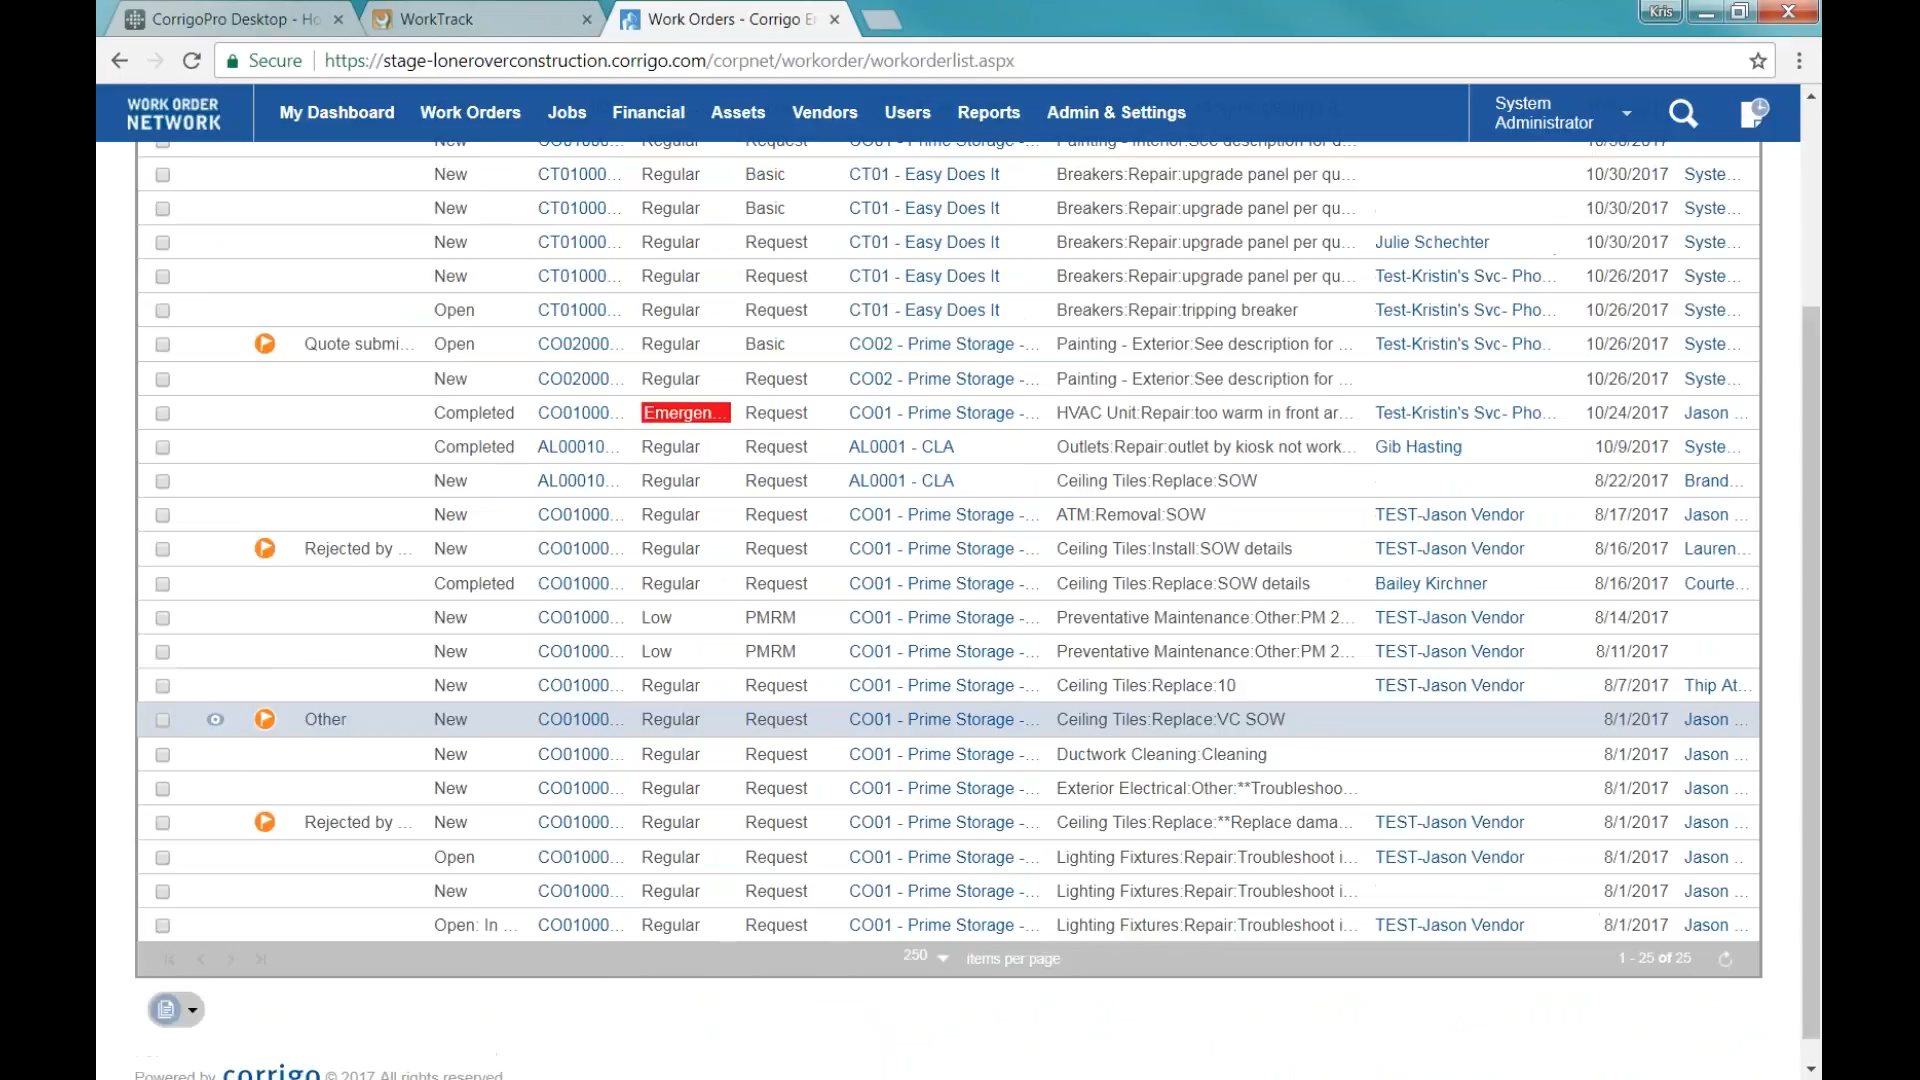 CorrigoPro Desktop - Ho
WorkTrack
Work Orders - Corrigo E
Kris
Secure https://stage-loneroverconstruction.corrigo.com/corpnet/workorder/workorderlist.aspx
WORK ORDER NETWORK My Dashboard Work Orders Jobs Financial Assets Vendors Users Reports Admin & Settings System Administrator
New CO01000... Regular Request CO01 - Prime Storage -... Painting - Interior:See description for d... 10/30/2017
New CT01000... Regular Basic CT01 - Easy Does It Breakers:Repair:upgrade panel per qu... 10/30/2017 Syste...
New CT01000... Regular Basic CT01 - Easy Does It Breakers:Repair:upgrade panel per qu... 10/30/2017 Syste...
New CT01000... Regular Request CT01 - Easy Does It Breakers:Repair:upgrade panel per qu... Julie Schechter 10/30/2017 Syste...
New CT01000... Regular Request CT01 - Easy Does It Breakers:Repair:upgrade panel per qu... Test-Kristin's Svc- Pho... 10/26/2017 Syste...
Open CT01000... Regular Request CT01 - Easy Does It Breakers:Repair:tripping breaker Test-Kristin's Svc- Pho... 10/26/2017 Syste...
Quote submi... Open CO02000... Regular Basic CO02 - Prime Storage -... Painting - Exterior:See description for ... Test-Kristin's Svc- Pho.. 10/26/2017 Syste...
New CO02000... Regular Request CO02 - Prime Storage -... Painting - Exterior:See description for ... 10/26/2017 Syste...
Completed CO01000... Emergen... Request CO01 - Prime Storage -... HVAC Unit:Repair:too warm in front ar... Test-Kristin's Svc- Pho... 10/24/2017 Jason ...
Completed AL00010... Regular Request AL0001 - CLA Outlets:Repair:outlet by kiosk not work... Gib Hasting 10/9/2017 Syste...
New AL00010... Regular Request AL0001 - CLA Ceiling Tiles:Replace:SOW 8/22/2017 Brand...
New CO01000... Regular Request CO01 - Prime Storage -... ATM:Removal:SOW TEST-Jason Vendor 8/17/2017 Jason ...
Rejected by ... New CO01000... Regular Request CO01 - Prime Storage -... Ceiling Tiles:Install:SOW details TEST-Jason Vendor 8/16/2017 Lauren...
Completed CO01000... Regular Request CO01 - Prime Storage -... Ceiling Tiles:Replace:SOW details Bailey Kirchner 8/16/2017 Courte...
New CO01000... Low PMRM CO01 - Prime Storage -... Preventative Maintenance:Other:PM 2... TEST-Jason Vendor 8/14/2017
New CO01000... Low PMRM CO01 - Prime Storage -... Preventative Maintenance:Other:PM 2... TEST-Jason Vendor 8/11/2017
New CO01000... Regular Request CO01 - Prime Storage -... Ceiling Tiles:Replace:10 TEST-Jason Vendor 8/7/2017 Thip At...
Other New CO01000... Regular Request CO01 - Prime Storage -... Ceiling Tiles:Replace:VC SOW 8/1/2017 Jason ...
New CO01000... Regular Request CO01 - Prime Storage -... Ductwork Cleaning:Cleaning 8/1/2017 Jason ...
New CO01000... Regular Request CO01 - Prime Storage -... Exterior Electrical:Other:**Troubleshoo... 8/1/2017 Jason ...
Rejected by ... New CO01000... Regular Request CO01 - Prime Storage -... Ceiling Tiles:Replace:**Replace dama... TEST-Jason Vendor 8/1/2017 Jason ...
Open CO01000... Regular Request CO01 - Prime Storage -... Lighting Fixtures:Repair:Troubleshoot i... TEST-Jason Vendor 8/1/2017 Jason ..
New CO01000... Regular Request CO01 - Prime Storage -... Lighting Fixtures:Repair:Troubleshoot i... 8/1/2017 Jason ...
Open: In ... CO01000... Regular Request CO01 - Prime Storage -... Lighting Fixtures:Repair:Troubleshoot i... TEST-Jason Vendor 8/1/2017 Jason ...
250 items per page 1 - 25 of 25
Powered by corrigo © 2017 All rights reserved